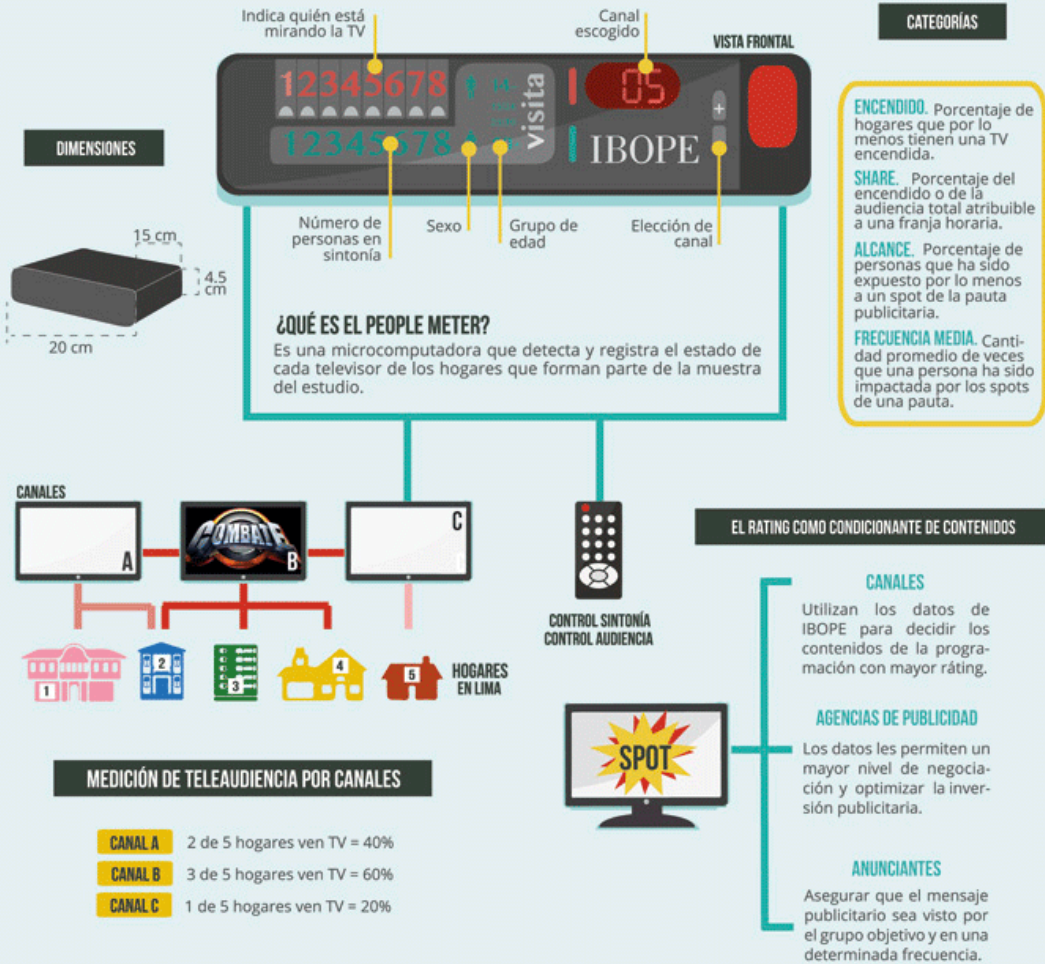 Indica quién está
mirando la TV
Canal
escogido
VISTA FRONTAL
CATEGORÍAS
12345678
12345678
visita
05
+
IBOPE
DIMENSIONES
15 cm
4.5
cm
20 cm
Número de
personas en
sintonía
Sexo
Grupo de
edad
Elección de
canal
ENCENDIDO. Porcentaje de
hogares que por lo
menos tienen una TV
encendida.
SHARE. Porcentaje del
encendido o de la
audiencia total atribuible
a una franja horaria.
ALCANCE. Porcentaje de
personas que ha sido
expuesto por lo menos
a un spot de la pauta
publicitaria.
FRECUENCIA MEDIA. Canti-
dad promedio de veces
que una persona ha sido
impactada por los spots
de una pauta.
¿QUÉ ES EL PEOPLE METER?
Es una microcomputadora que detecta y registra el estado de
cada televisor de los hogares que forman parte de la muestra
del estudio.
CANALES
A
COMBATE
B
C
1
2
3
4
5
HOGARES
EN LIMA
CONTROL SINTONÍA
CONTROL AUDIENCIA
MEDICIÓN DE TELEAUDIENCIA POR CANALES
CANAL A 2 de 5 hogares ven TV = 40%
CANAL B 3 de 5 hogares ven TV = 60%
CANAL C 1 de 5 hogares ven TV = 20%
EL RATING COMO CONDICIONANTE DE CONTENIDOS
SPOT
CANALES
Utilizan los datos de
IBOPE para decidir los
contenidos de la progra-
mación con mayor ráting.
AGENCIAS DE PUBLICIDAD
Los datos les permiten un
mayor nivel de negocia-
ción y optimizar la inver-
sión publicitaria.
ANUNCIANTES
Asegurar que el mensaje
publicitario sea visto por
el grupo objetivo y en una
determinada frecuencia.